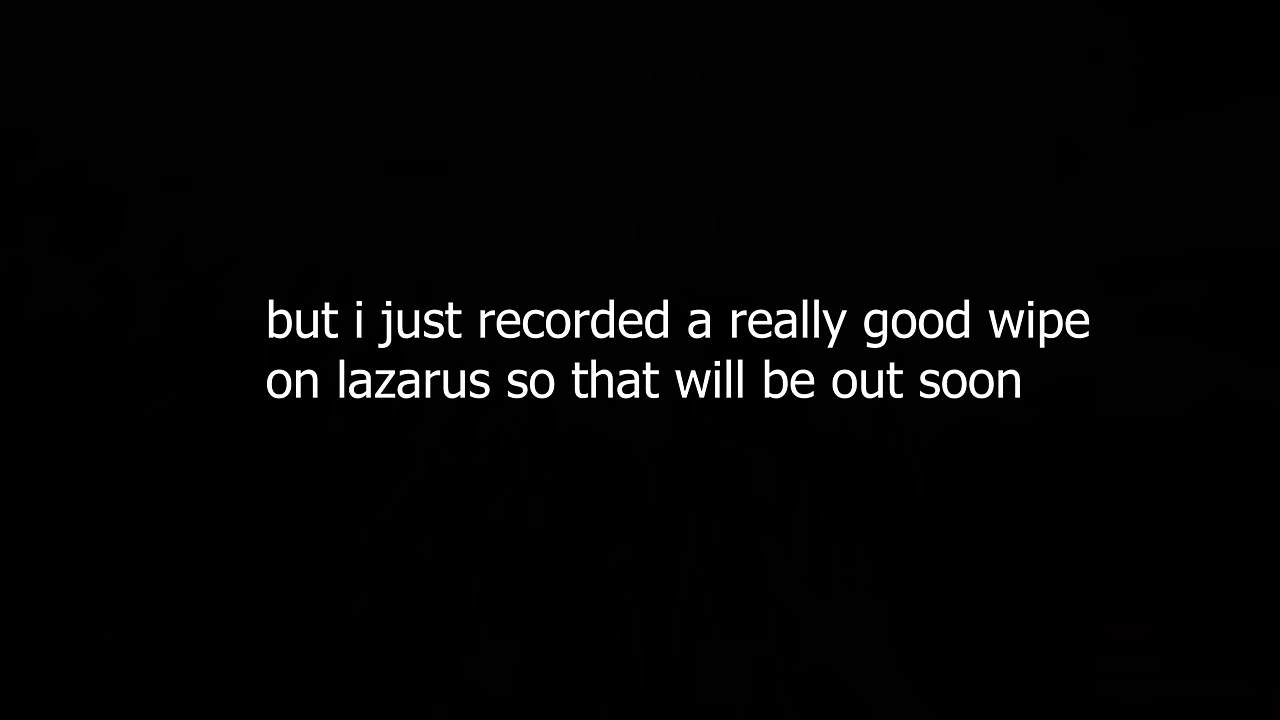 but i just recorded a really good wipe
on lazarus so that will be out soon